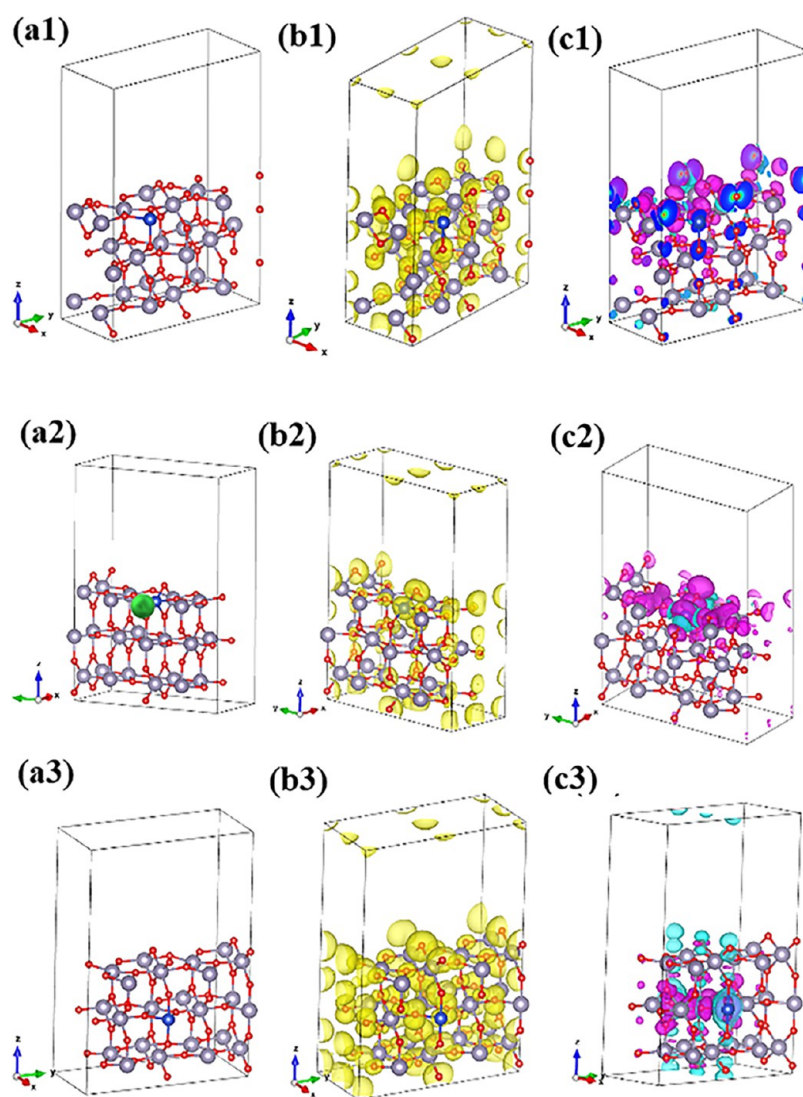 (a1) (b1) (c1)
z y x
z y x
z y x
(a2) (b2) (c2)
z x
z y x
z y x
(a3) (b3) (c3)
z y x
z y x
z x